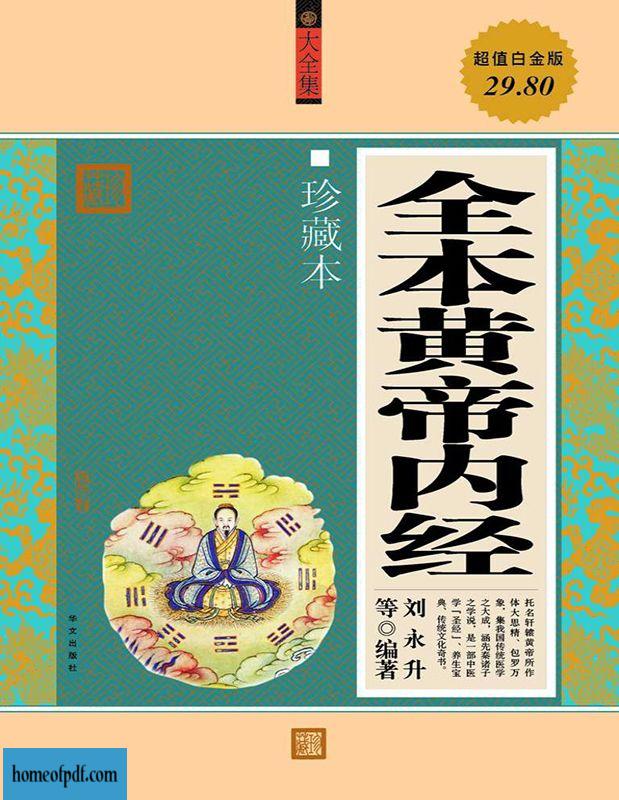 大全集
超值白金版
29.80
珍藏
珍藏本
全本黄帝内经
托名轩辕黄帝所作
体大思精、包罗万
象，集我国传统医学
之大成，涵先秦诸子
之学说，是一部中医
学「圣经」、养生宝
典、传统文化奇书。
刘永升
等◎编著
华文出版社
珍藏
homeofpdf.com